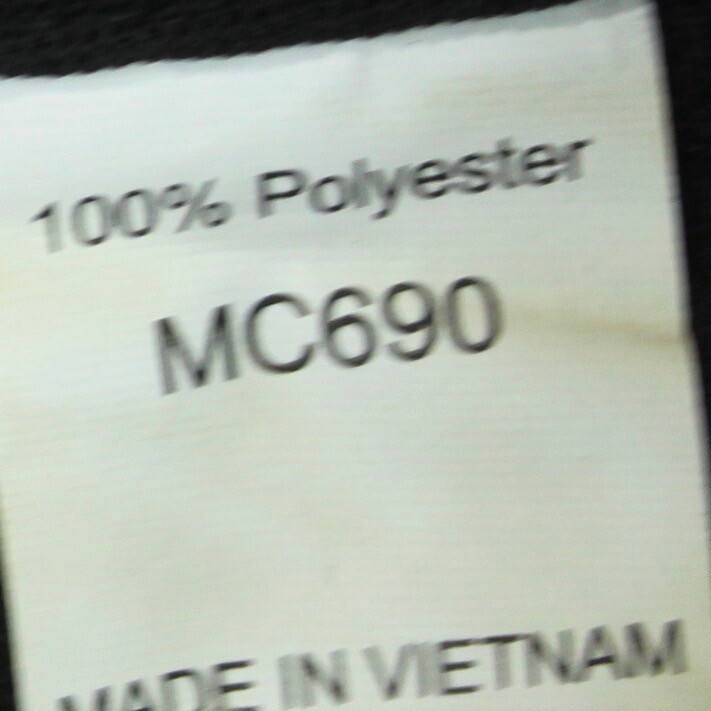 100% Polyester
MC690
MADE IN VIETNAM